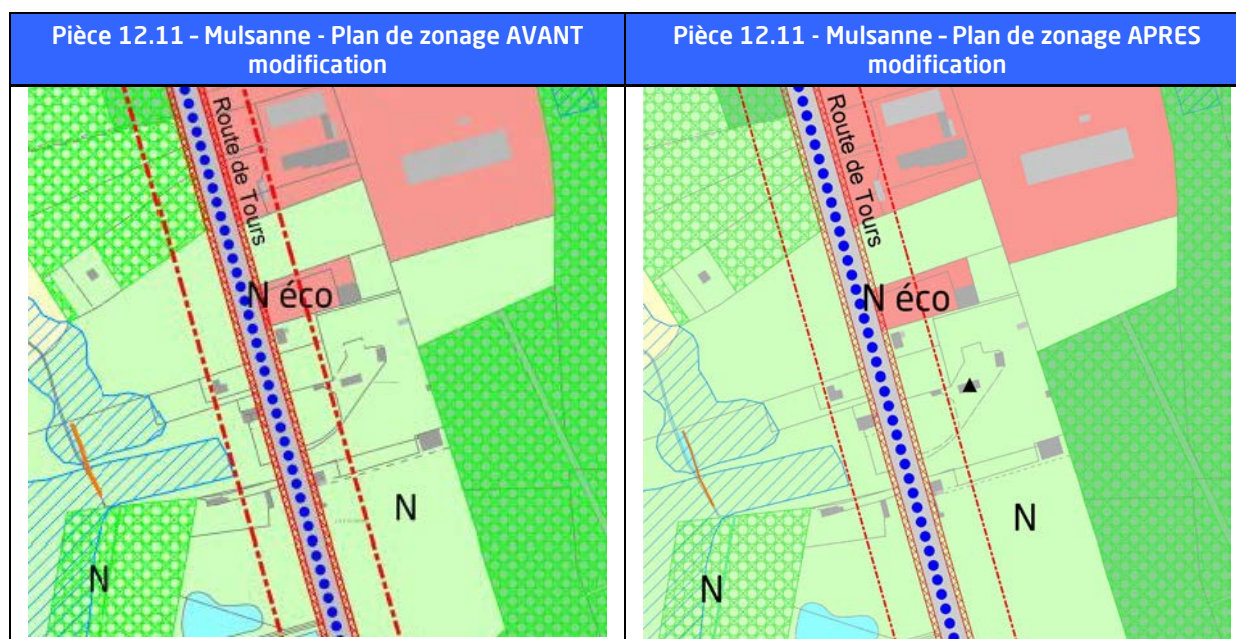 Pièce 12.11 – Mulsanne - Plan de zonage AVANT
modification
Pièce 12.11 - Mulsanne – Plan de zonage APRES
modification
Route de Tours
N éco
N
N
Route de Tours
N éco
N
N